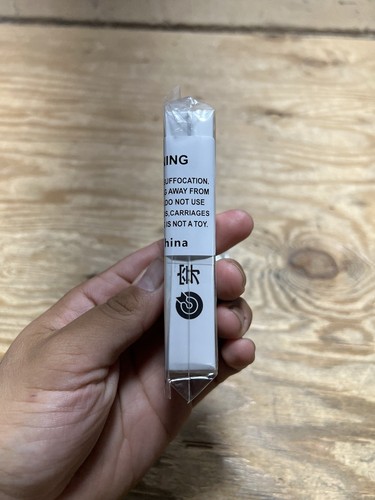 ING
UFFOCATION.
G AWAY FROM
DO NOT USE
S, CARRIAGES
IS NOT A TOY.
hina